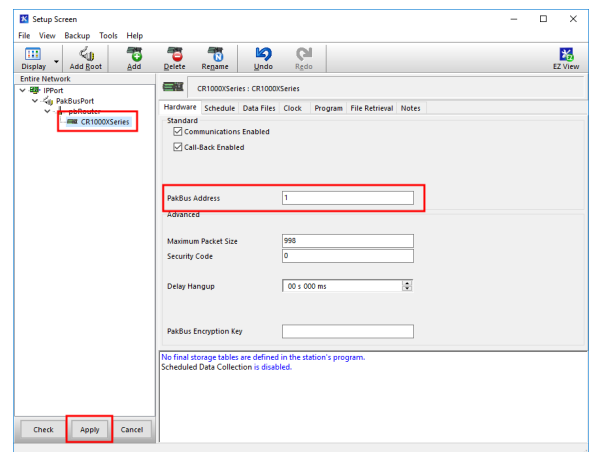 Setup Screen
File View Backup Tools Help
Display Add Root Add Delete Rename Undo Redo EZ View
Entire Network
IPPort
PakBusPort
pbRouter
CR1000XSeries
CR1000XSeries : CR1000XSeries
Hardware Schedule Data Files Clock Program File Retrieval Notes
Standard
Communications Enabled
Call-Back Enabled
PakBus Address 1
Advanced
Maximum Packet Size 998
Security Code 0
Delay Hangup 00 s 000 ms
PakBus Encryption Key
No final storage tables are defined in the station's program.
Scheduled Data Collection is disabled.
Check Apply Cancel